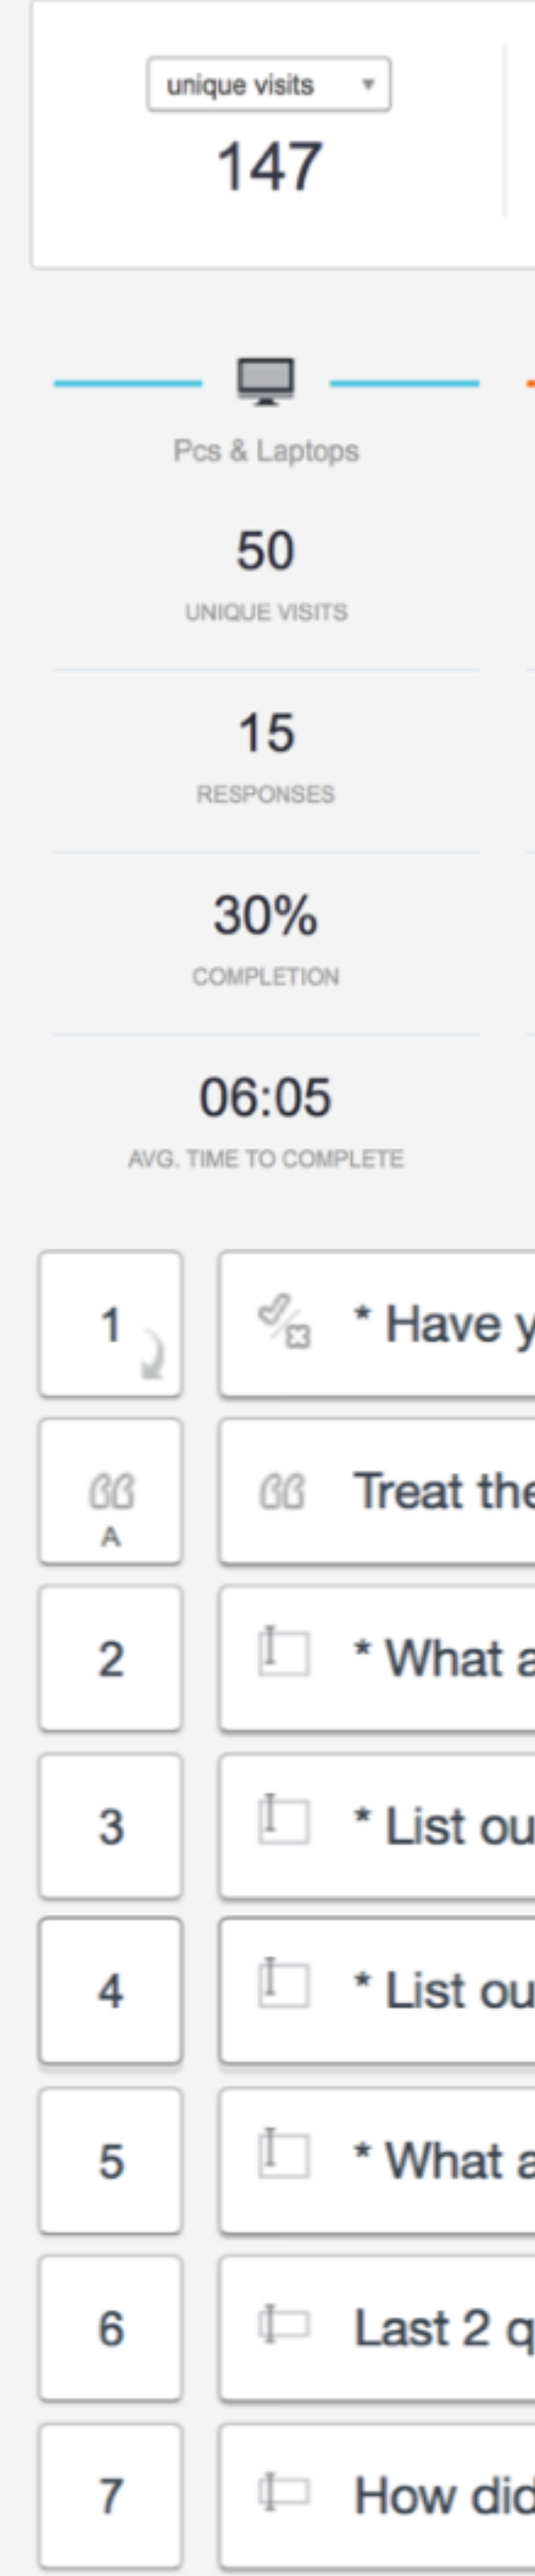 unique visits
147
Pcs & Laptops
50
UNIQUE VISITS
15
RESPONSES
30%
COMPLETION
06:05
AVG. TIME TO COMPLETE
1 * Have y
A Treat the
2 * What a
3 * List ou
4 * List ou
5 * What a
6 Last 2 q
7 How did